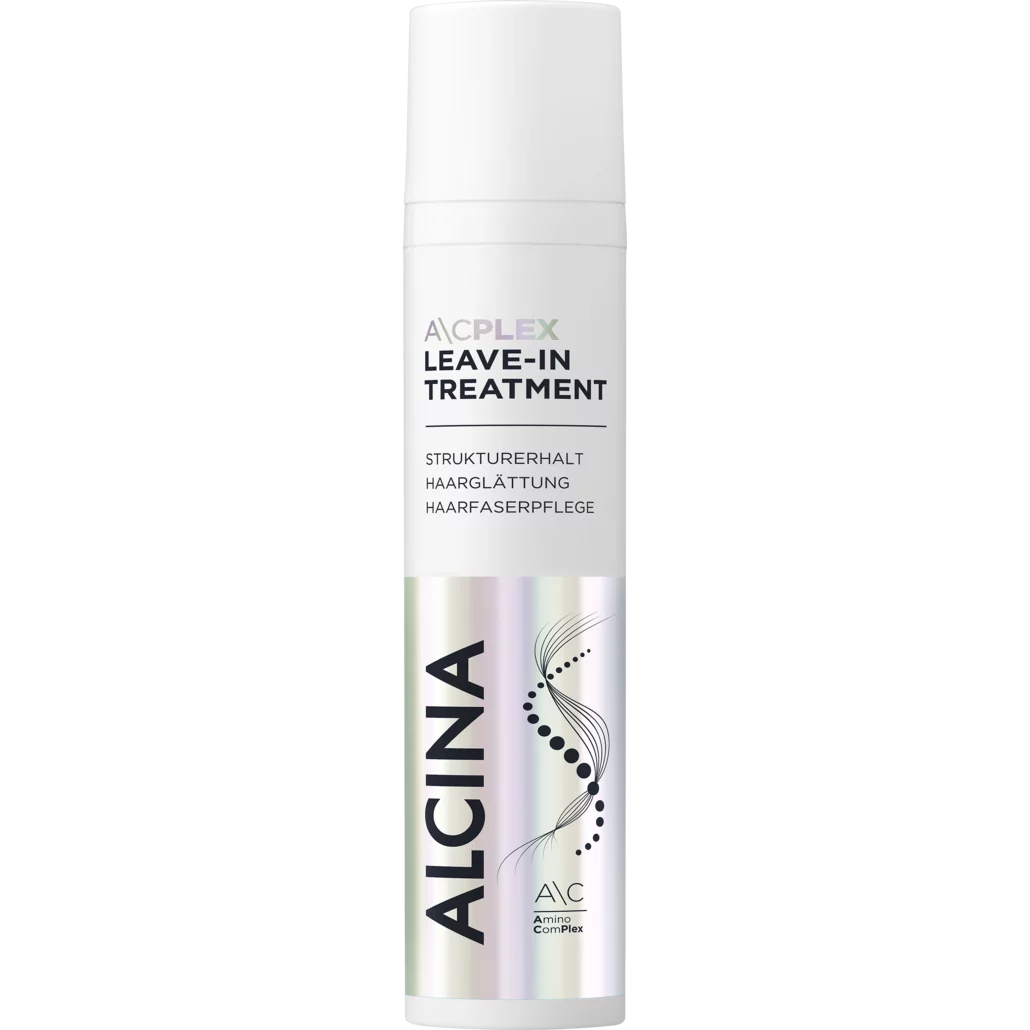 A\CPLEX
LEAVE-IN
TREATMENT
STRUKTURERHALT
HAARGLÄTTUNG
HAARFASERPFLEGE
ALCINA
A\C
Amino
ComPlex